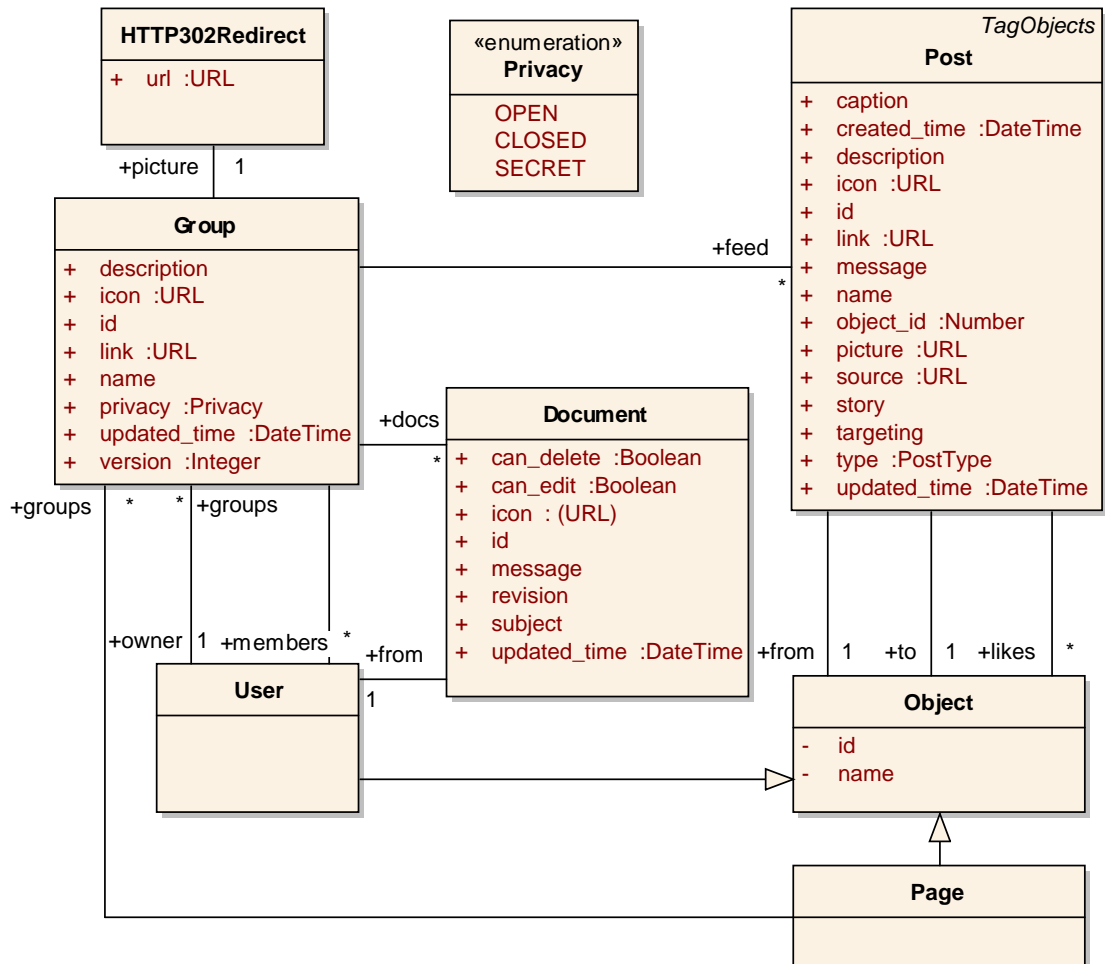 HTTP302Redirect
+ url :URL
«enumeration»
Privacy
OPEN
CLOSED
SECRET
TagObjects
Post
+ caption
+ created_time :DateTime
+ description
+ icon :URL
+ id
+ link :URL
+ message
+ name
+ object_id :Number
+ picture :URL
+ source :URL
+ story
+ targeting
+ type :PostType
+ updated_time :DateTime
+picture 1
Group
+ description
+ icon :URL
+ id
+ link :URL
+ name
+ privacy :Privacy
+ updated_time :DateTime
+ version :Integer
+feed
*
+docs
*
Document
+ can_delete :Boolean
+ can_edit :Boolean
+ icon : (URL)
+ id
+ message
+ revision
+ subject
+ updated_time :DateTime
+groups * * +groups
+owner 1 +members *
+from
1
+from 1 +to 1 +likes *
User
Object
- id
- name
Page